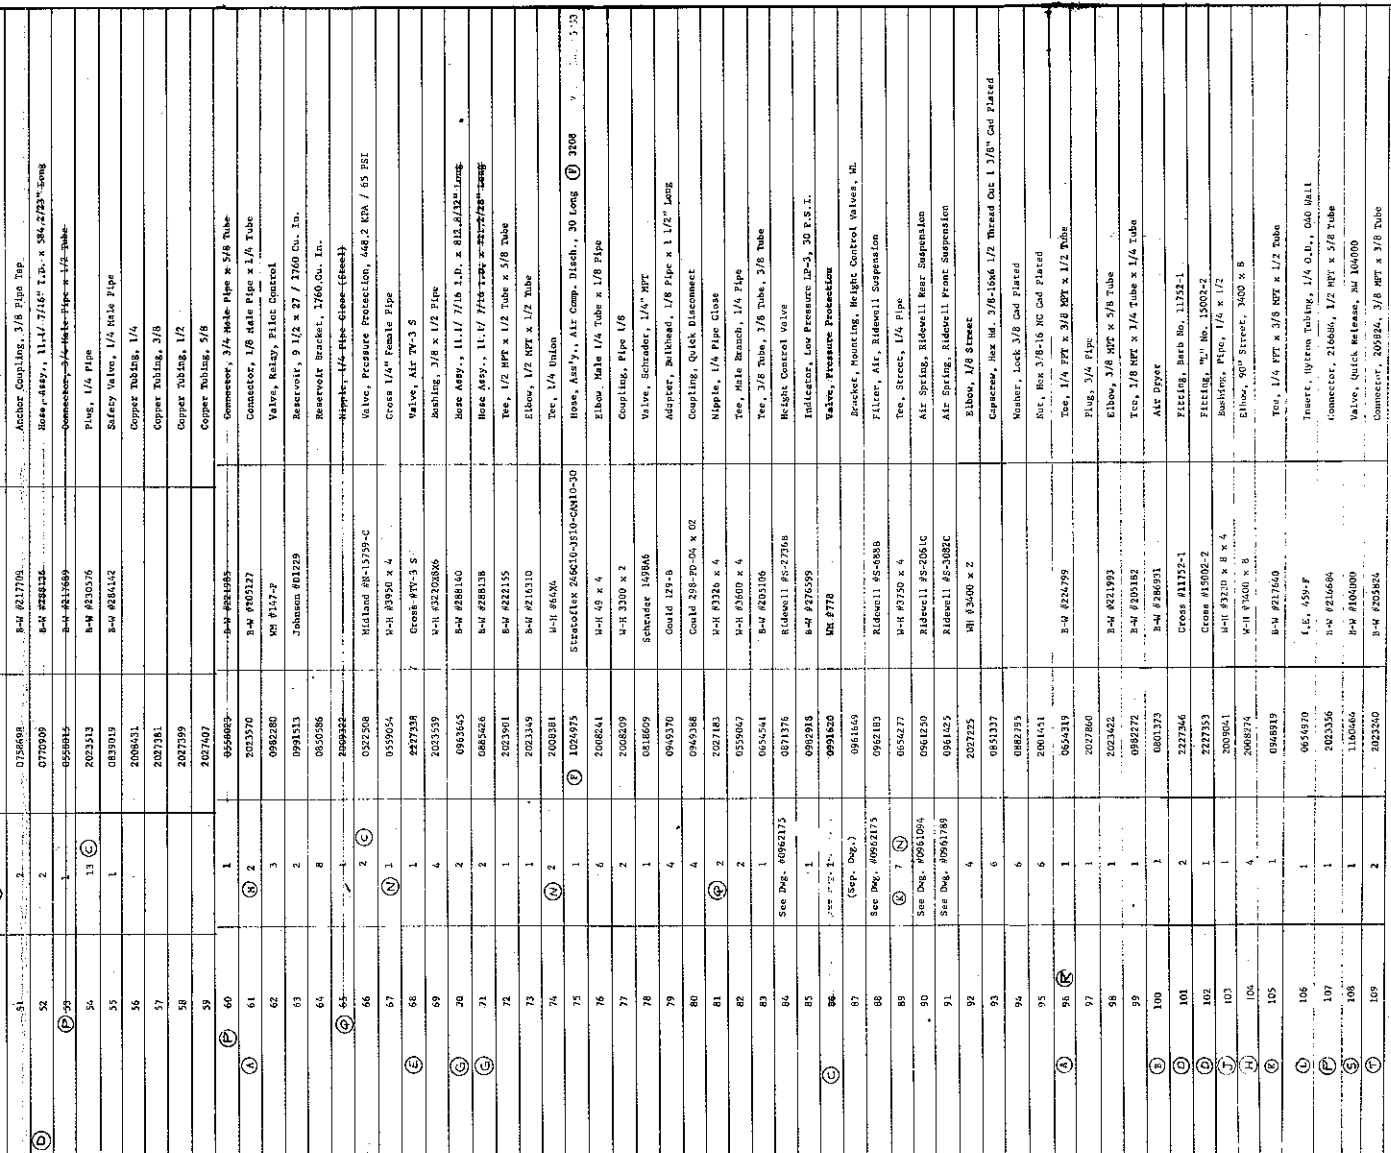 51 2 0758698 B-W #217709 Anchor Coupling, 3/8 Pipe Tap
(D) 52 2 0770909 B-W #288136 Hose, Assy., 11.1/ 7/16" I.D. x 584.2/23" Long
(P) 53 1 0558015 B-W #217689 Connector, 3/4 Male Pipe x 1/2 Tube
54 13 (C) 2023513 B-W #230576 Plug, 1/4 Pipe
55 1 0839019 B-W #284142 Safety Valve, 1/4 Male Pipe
56 2008431 Copper Tubing, 1/4
57 2027381 Copper Tubing, 3/8
58 2027399 Copper Tubing, 1/2
59 2027407 Copper Tubing, 5/8
(P) 60 1 0558023 B-W #221985 Connector, 3/4 Male Pipe x 5/8 Tube
(A) 61 (H) 2 2023570 B-W #205127 Connector, 1/8 Male Pipe x 1/4 Tube
62 3 0982280 WH #147-F Valve, Relay, Pilot Control
63 2 0991513 Johnson #D1229 Reservoir, 9 1/2 x 27 / 1760 Cu. In.
64 8 0850586 Reservoir Bracket, 1760 Cu. In.
(Q) 65 1 2009322 Nipple, 1/4 Pipe Close (Steel)
66 2 (C) 0527508 Midland #N-15759-C Valve, Pressure Protection, 448.2 KPA / 65 PSI
67 (N) 1 0559054 W-H #3950 x 4 Cross 1/4" Female Pipe
(E) 68 1 2227338 Cross #TV-3 S Valve, Air TV-3 S
69 4 2023539 W-H #3220X8X6 Bushing, 3/8 x 1/2 Pipe
(G) 70 2 0963645 B-W #288140 Hose Assy., 11.1/ 7/16 I.D. x 812.8/32" Long
(G) 71 2 0885426 B-W #288138 Hose Assy., 11.1/ 7/16 I.D. x 711.2/28" Long
72 1 2023901 B-W #222155 Tee, 1/2 MPT x 1/2 Tube x 5/8 Tube
73 1 2023349 B-W #216310 Elbow, 1/2 MPT x 1/2 Tube
74 (N) 2 2008381 W-H #64X4 Tee, 1/4 Union
75 1 (F) 1024975 Stratoflex 246Q10-JS10-CAM10-30 Hose, Ass'y., Air Comp. Disch., 30 Long (F) 3208
76 6 2008241 W-H 49 x 4 Elbow Male 1/4 Tube x 1/8 Pipe
77 2 2008209 W-H 3300 x 2 Coupling, Pipe 1/8
78 1 0818609 Schrader 1498A6 Valve, Schrader, 1/4" MPT
79 4 0949370 Gould 129-B Adapter, Bulkhead, 1/8 Pipe x 1 1/2" Long
80 4 0949388 Gould 298-PD-04 x 02 Coupling, Quick Disconnect
81 (P) 2 2027183 W-H #3326 x 4 Nipple, 1/4 Pipe Close
82 2 0559047 W-H #3600 x 4 Tee, Male Branch, 1/4 Pipe
83 1 0654541 B-W #205106 Tee, 3/8 Tube, 3/8 Tube, 3/8 Tube
84 See Dwg. #0962175 0871376 Ridewell #S-2736B Height Control Valve
85 1 0982918 B-W #276599 Indicator, Low Pressure LP-3, 30 P.S.I.
(C) 86 0991620 WH #778 Valve, Pressure Protection
87 (Sep. Dwg.) 0961649 Bracket, Mounting, Height Control Valves, WL
88 See Dwg. #0962175 0962183 Ridewell #S-688B Filter, Air, Ridewell Suspension
89 (K) 7 (N) 0654277 W-H #3750 x 4 Tee, Street, 1/4 Pipe
90 See Dwg. #0961094 0961250 Ridewell #S-2061C Air Spring, Ridewell Rear Suspension
91 See Dwg. #0961789 0961425 Ridewell #S-3082C Air Spring, Ridewell Front Suspension
92 4 2027225 WH #3400 x 2 Elbow, 1/8 Street
93 6 0851337 Capscrew, Hex Hd. 3/8-16x6 1/2 Thread Cut 1 3/8" Cad Plated
94 6 0882795 Washer, Lock 3/8 Cad Plated
95 6 2001451 Nut, Hex 3/8-16 NC Cad Plated
(A) 96 (R) 1 0654319 B-W #224799 Tee, 1/4 FPT x 3/8 MPT x 1/2 Tube
97 1 2027860 Plug, 3/4 Pipe
98 1 2023422 B-W #221993 Elbow, 3/8 MPT x 5/8 Tube
99 1 0982272 B-W #205182 Tee, 1/8 MPT x 1/4 Tube x 1/4 Tube
(B) 100 1 0801373 B-W #286931 Air Dryer
(D) 101 2 2227346 Cross #11752-1 Fitting, Barb No. 11752-1
(D) 102 1 2227353 Cross #15002-2 Fitting, "L" No. 15002-2
(J) 103 1 2009041 W-H #3220 x 8 x 4 Bushing, Pipe, 1/4 x 1/2
(H) 104 4 2008274 W-H #3400 x 8 Elbow, 90° Street, 3400 x 8
(K) 105 1 0948919 B-W #217640 Tee, 1/4 FPT x 3/8 MPT x 1/2 Tube
(L) 106 1 0654970 I.E. 459-F Insert, Nytron Tubing, 1/4 O.D., 040 Wall
(P) 107 1 2023356 B-W #216684 Connector, 216684, 1/2 MPT x 5/8 Tube
(S) 108 1 1160464 B-W #104000 Valve, Quick Release, BW 104000
(T) 109 2 2023240 B-W #205824 Connector, 205824, 3/8 MPT x 3/8 Tube